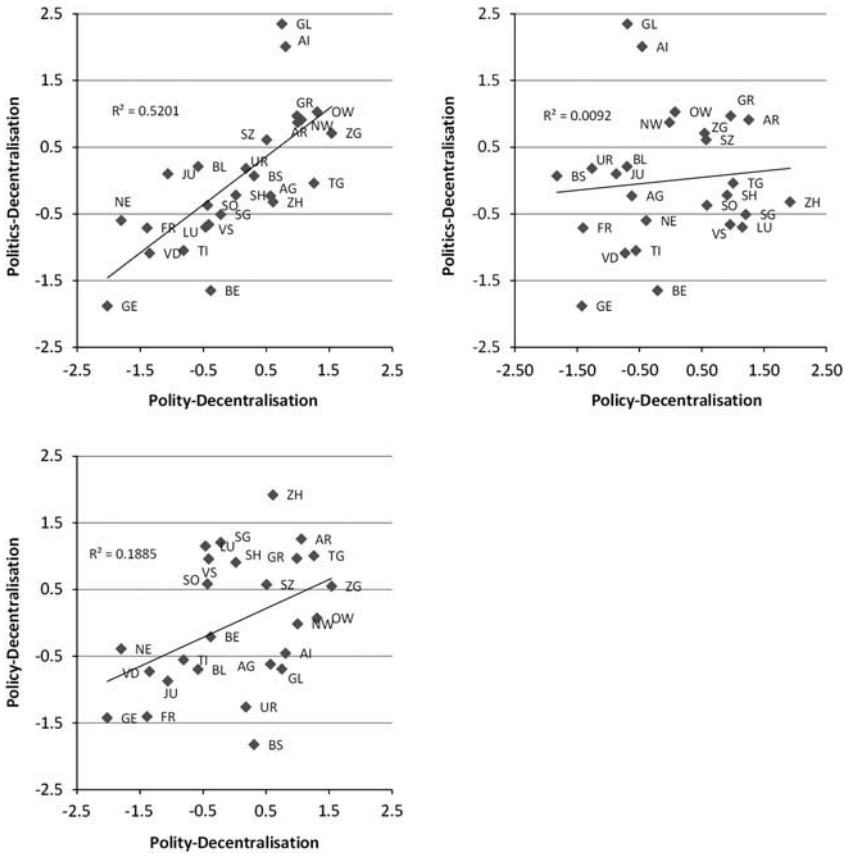 2.5
GL
AI
1.5
R² = 0.5201
GR
OW
NW
AR
ZG
SZ
0.5
UR
BL
JU
BS
AG
TG
NE
SH
ZH
SO
-0.5
SG
FR
LU
VS
VD
TI
-1.5
BE
GE
-2.5
-2.5 -1.5 -0.5 0.5 1.5 2.5
Polity-Decentralisation
Politics-Decentralisation
2.5
GL
AI
1.5
OW
GR
NW
AR
ZG
R² = 0.0092
SZ
0.5
UR
BL
BS
JU
TG
AG
SH
ZH
SO
-0.5
NE
SG
FR
VS
LU
VD
TI
-1.5
BE
GE
-2.5
-2.50 -1.50 -0.50 0.50 1.50 2.50
Policy-Decentralisation
Politics-Decentralisation
2.5
ZH
1.5
SG
AR
LU
R² = 0.1885
SH
GR
TG
VS
SO
SZ
ZG
0.5
OW
NW
NE
BE
-0.5
TI
AI
VD
BL
AG
GL
JU
UR
GE
FR
-1.5
BS
-2.5
-2.5 -1.5 -0.5 0.5 1.5 2.5
Polity-Decentralisation
Policy-Decentralisation